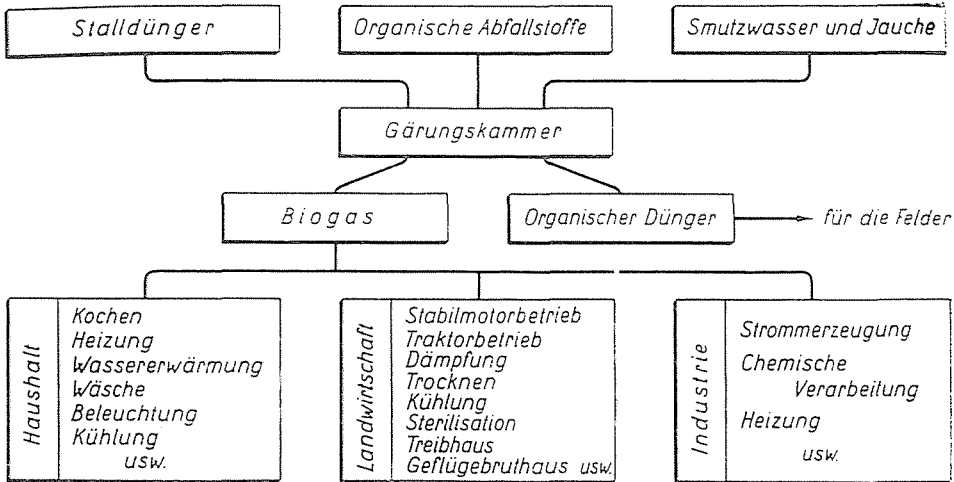 Stalldünger
Organische Abfallstoffe
Smutzwasser und Jauche
Gärungskammer
Biogas
Organischer Dünger
für die Felder
Haushalt
Kochen
Heizung
Wassererwärmung
Wäsche
Beleuchtung
Kühlung
usw.
Landwirtschaft
Stabilmotorbetrieb
Traktorbetrieb
Dämpfung
Trocknen
Kühlung
Sterilisation
Treibhaus
Geflügebruthaus usw.
Industrie
Strommerzeugung
Chemische
Verarbeitung
Heizung
usw.